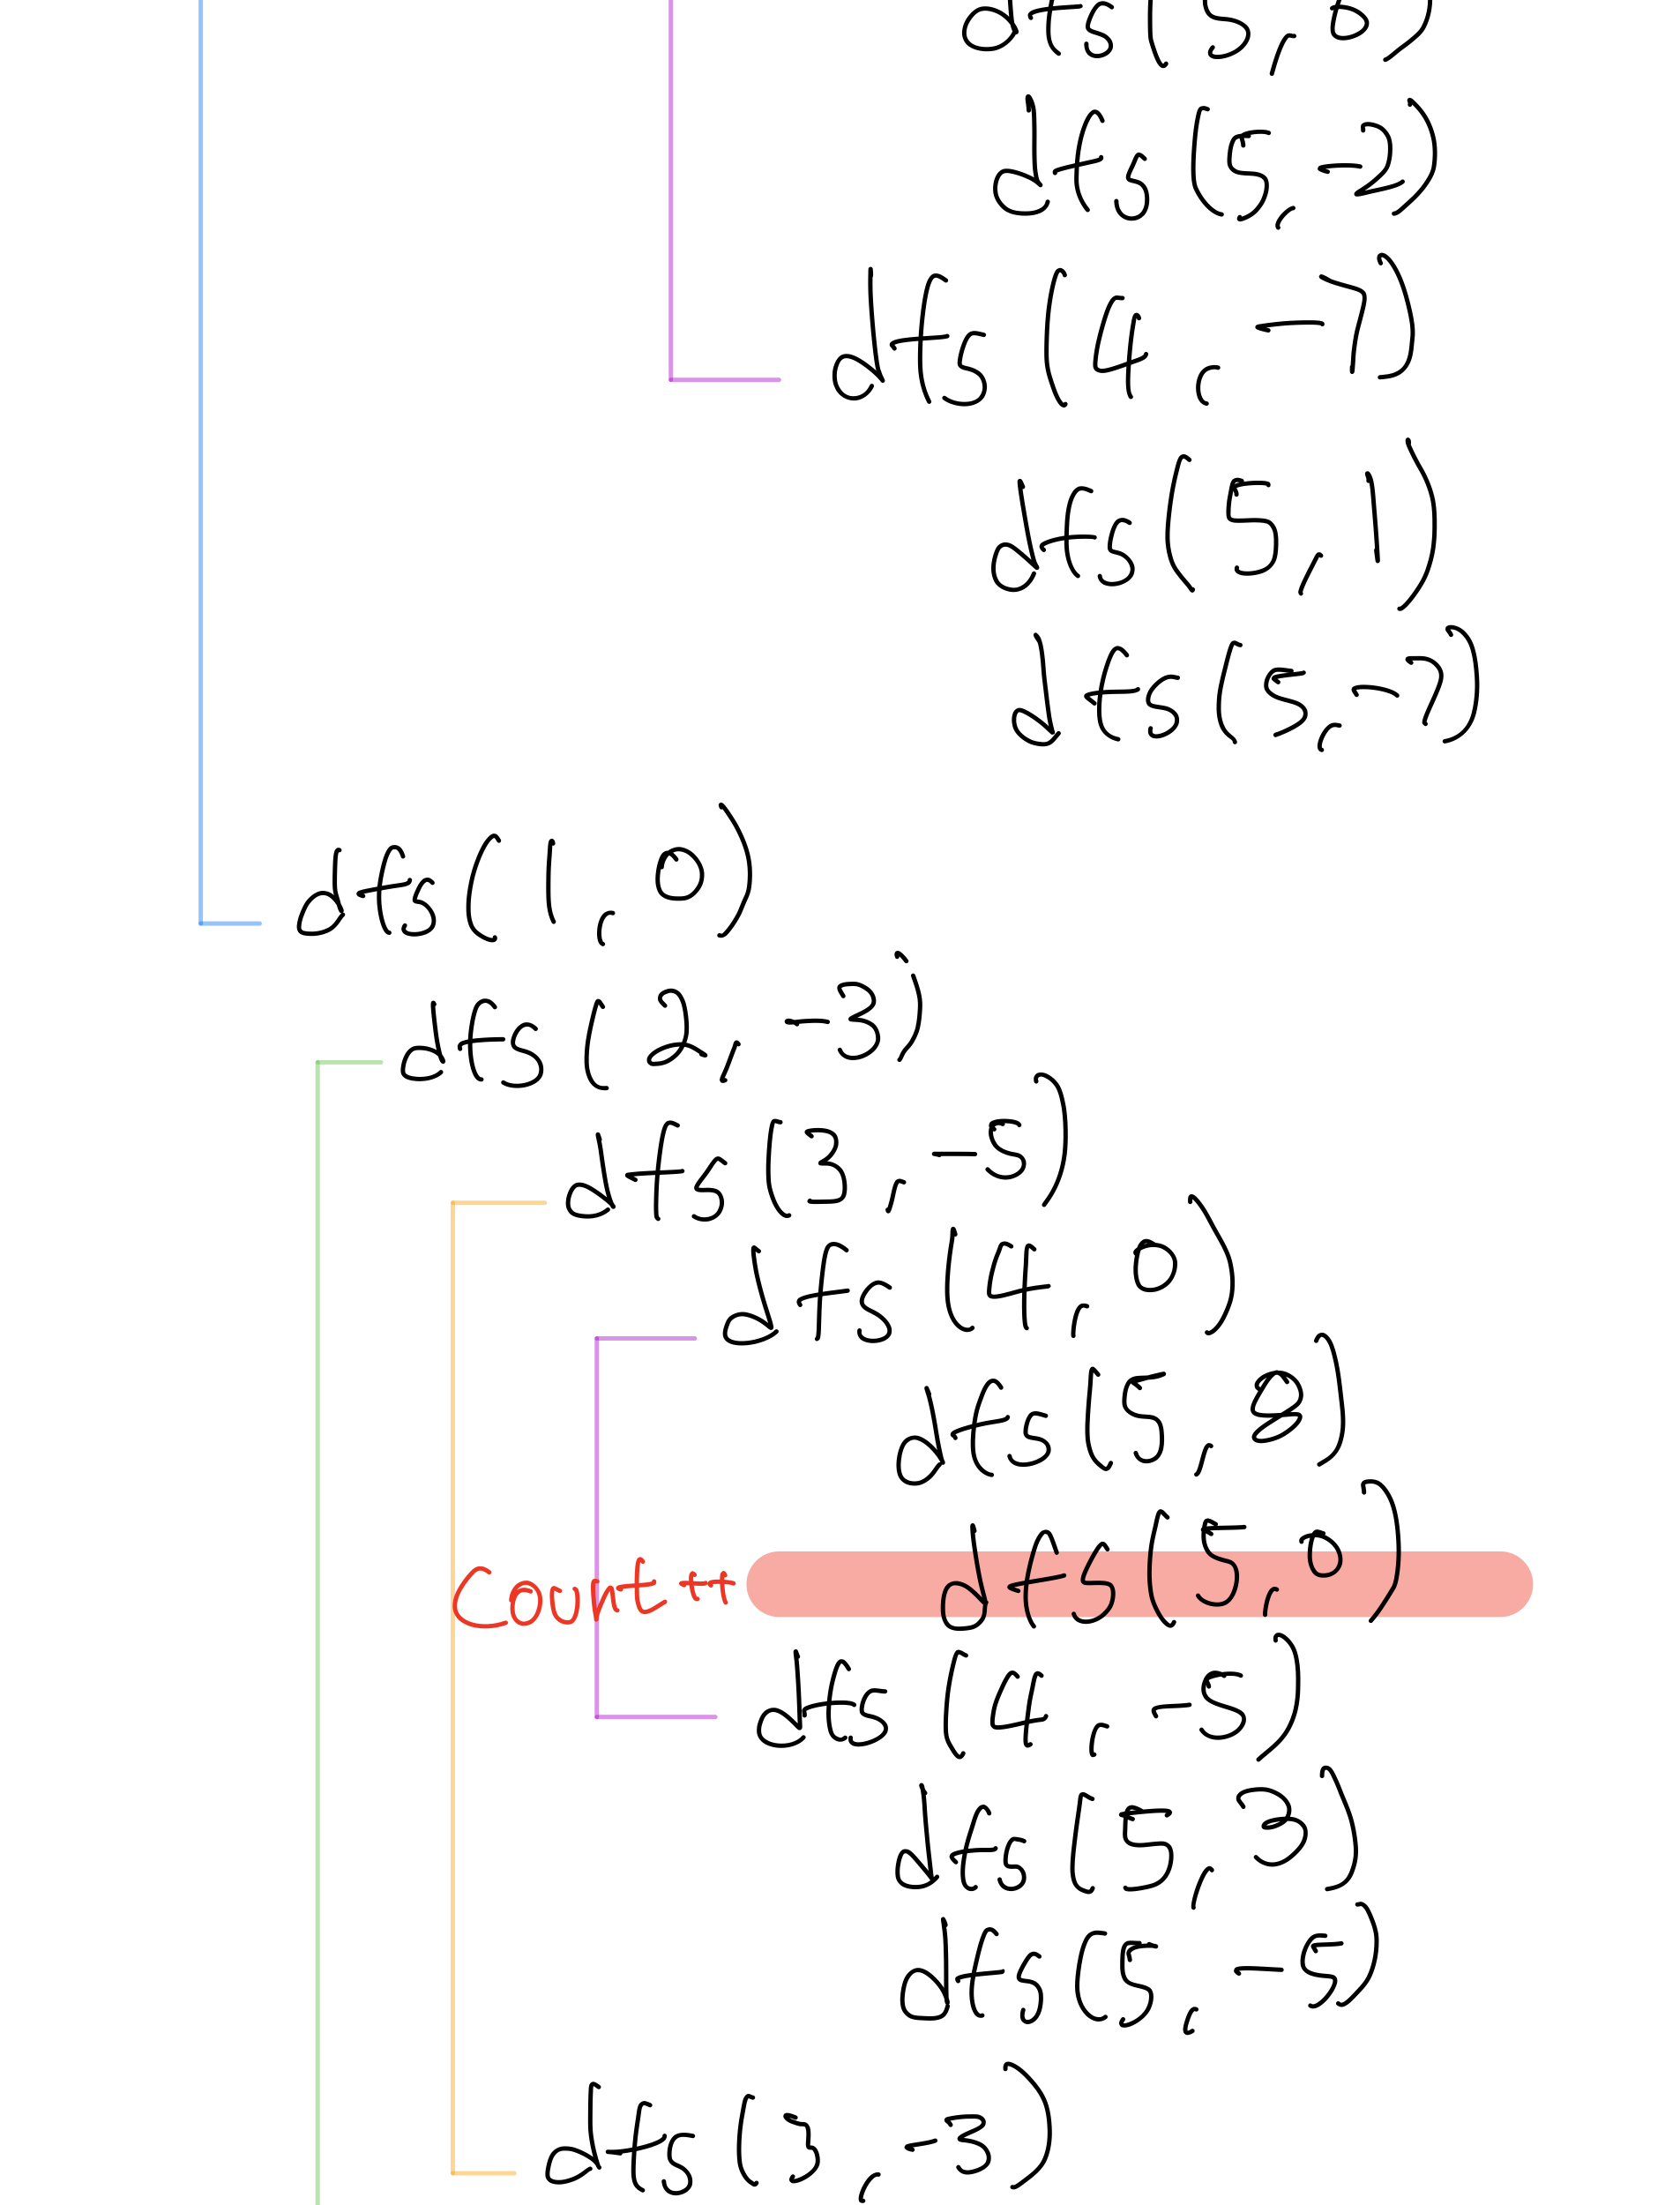 dfs(5, 6)
dfs(5, -2)
dfs(4, -7)
dfs(5, 1)
dfs(5, -7)
dfs(1, 0)
dfs(2, -3)
dfs(3, -5)
dfs(4, 0)
dfs(5, 8)
count++ dfs(5, 0)
dfs(4, -5)
dfs(5, 3)
dfs(5, -5)
dfs(3, -3)